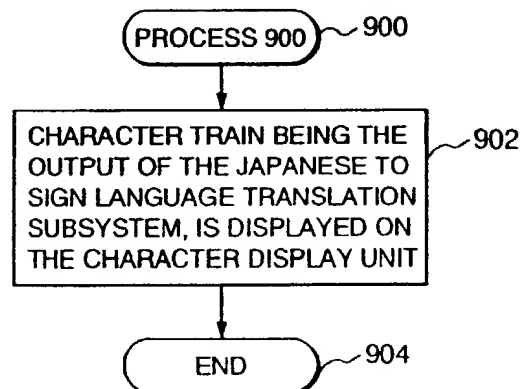 PROCESS 900
900
CHARACTER TRAIN BEING THE
OUTPUT OF THE JAPANESE TO
SIGN LANGUAGE TRANSLATION
SUBSYSTEM, IS DISPLAYED ON
THE CHARACTER DISPLAY UNIT
902
END
904